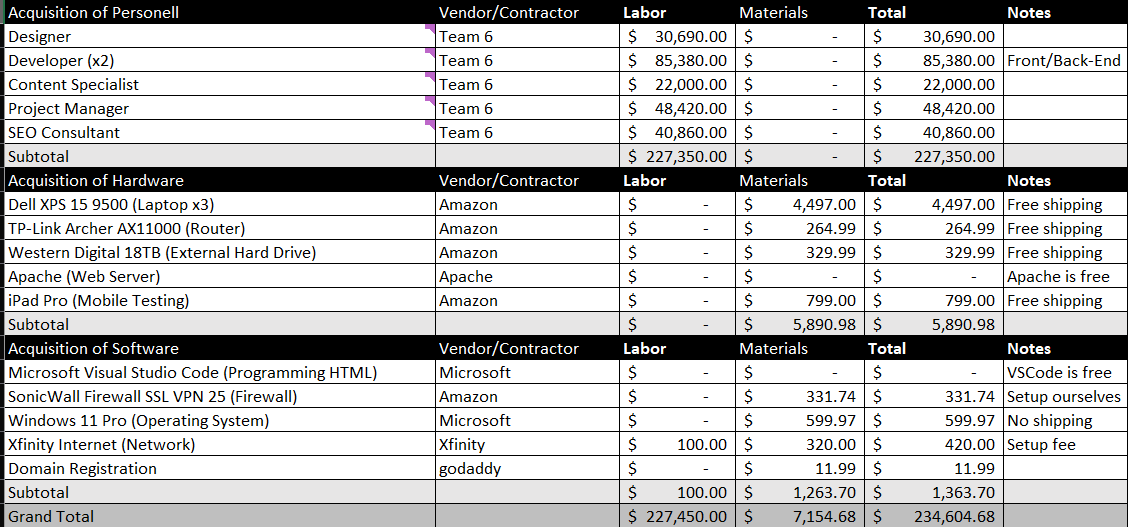 Acquisition of Personell Vendor/Contractor Labor Materials Total Notes
Designer Team 6 $ 30,690.00 $ - $ 30,690.00
Developer (x2) Team 6 $ 85,380.00 $ - $ 85,380.00 Front/Back-End
Content Specialist Team 6 $ 22,000.00 $ - $ 22,000.00
Project Manager Team 6 $ 48,420.00 $ - $ 48,420.00
SEO Consultant Team 6 $ 40,860.00 $ - $ 40,860.00
Subtotal $ 227,350.00 $ - $ 227,350.00
Acquisition of Hardware Vendor/Contractor Labor Materials Total Notes
Dell XPS 15 9500 (Laptop x3) Amazon $ - $ 4,497.00 $ 4,497.00 Free shipping
TP-Link Archer AX11000 (Router) Amazon $ - $ 264.99 $ 264.99 Free shipping
Western Digital 18TB (External Hard Drive) Amazon $ - $ 329.99 $ 329.99 Free shipping
Apache (Web Server) Apache $ - $ - $ - Apache is free
iPad Pro (Mobile Testing) Amazon $ - $ 799.00 $ 799.00 Free shipping
Subtotal $ - $ 5,890.98 $ 5,890.98
Acquisition of Software Vendor/Contractor Labor Materials Total Notes
Microsoft Visual Studio Code (Programming HTML) Microsoft $ - $ - $ - VSCode is free
SonicWall Firewall SSL VPN 25 (Firewall) Amazon $ - $ 331.74 $ 331.74 Setup ourselves
Windows 11 Pro (Operating System) Microsoft $ - $ 599.97 $ 599.97 No shipping
Xfinity Internet (Network) Xfinity $ 100.00 $ 320.00 $ 420.00 Setup fee
Domain Registration godaddy $ - $ 11.99 $ 11.99
Subtotal $ 100.00 $ 1,263.70 $ 1,363.70
Grand Total $ 227,450.00 $ 7,154.68 $ 234,604.68